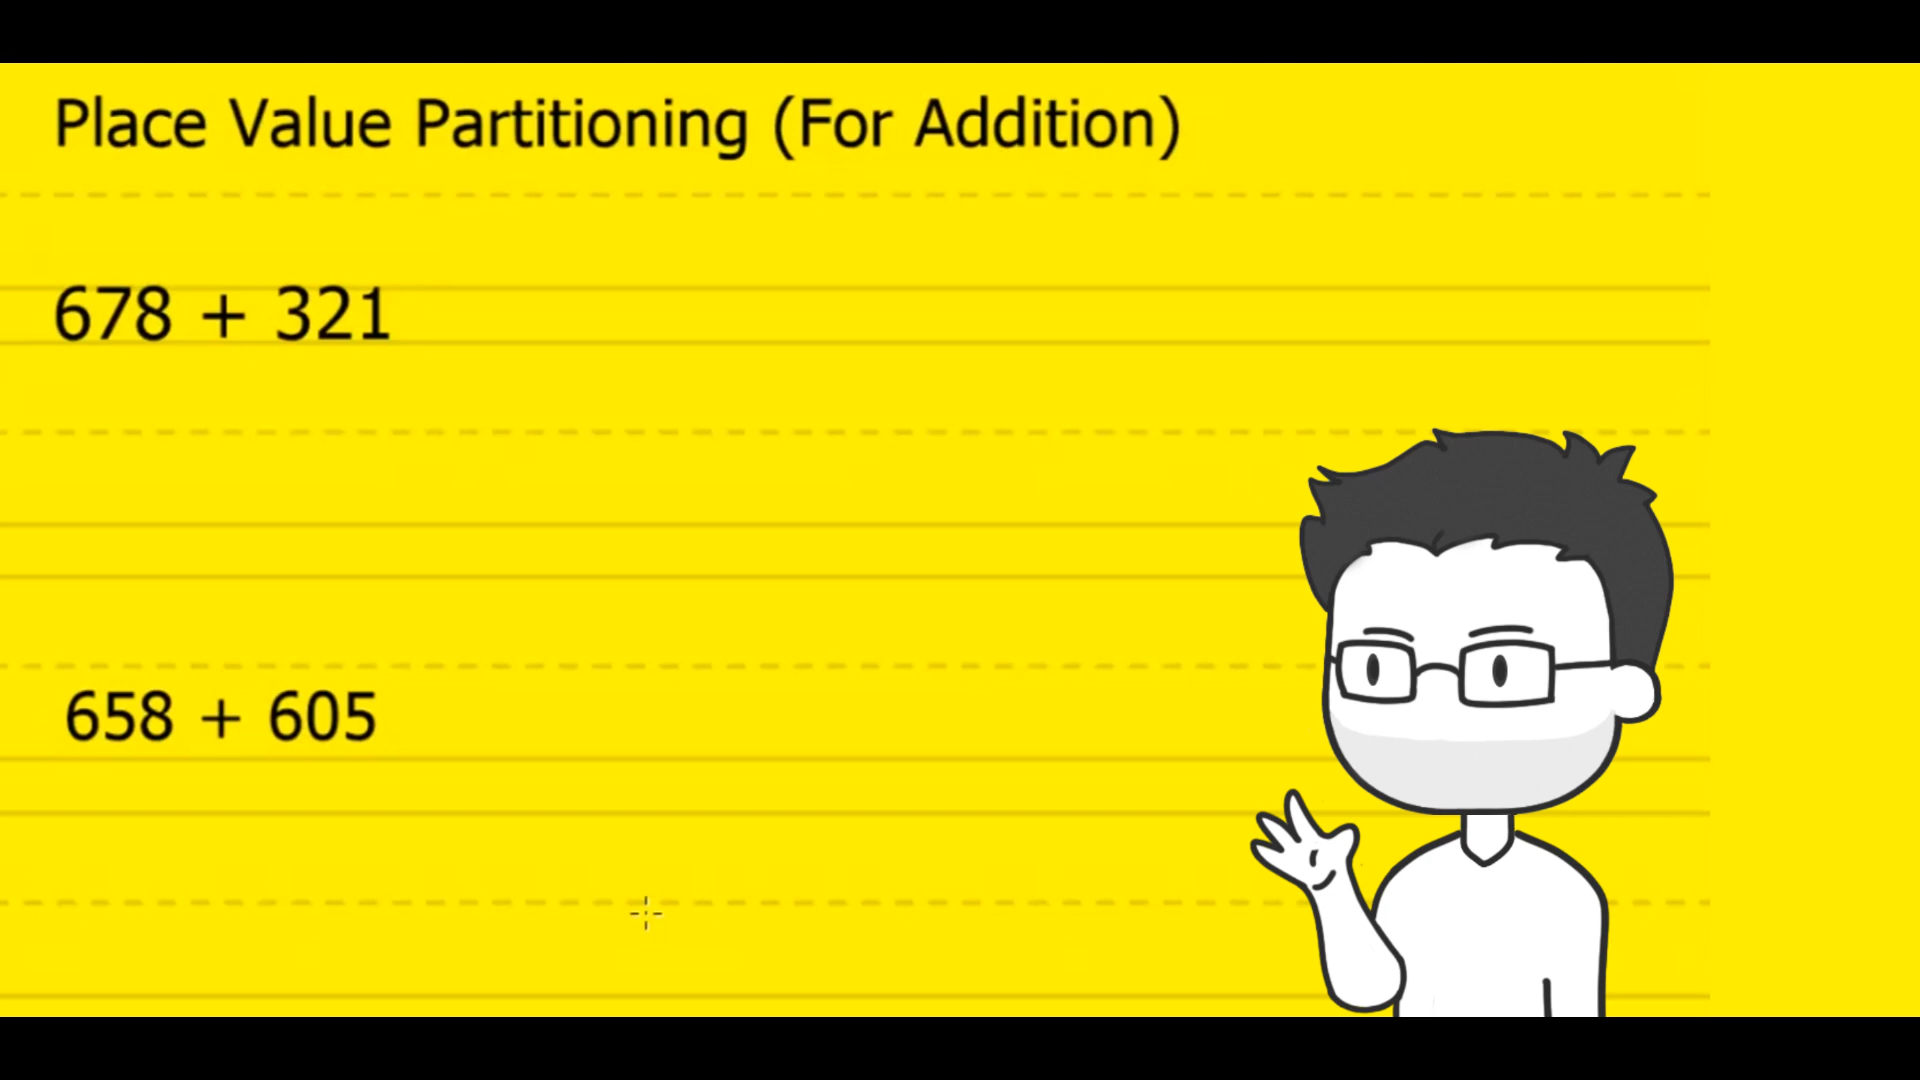 Place Value Partitioning (For Addition)
678 + 321
658 + 605